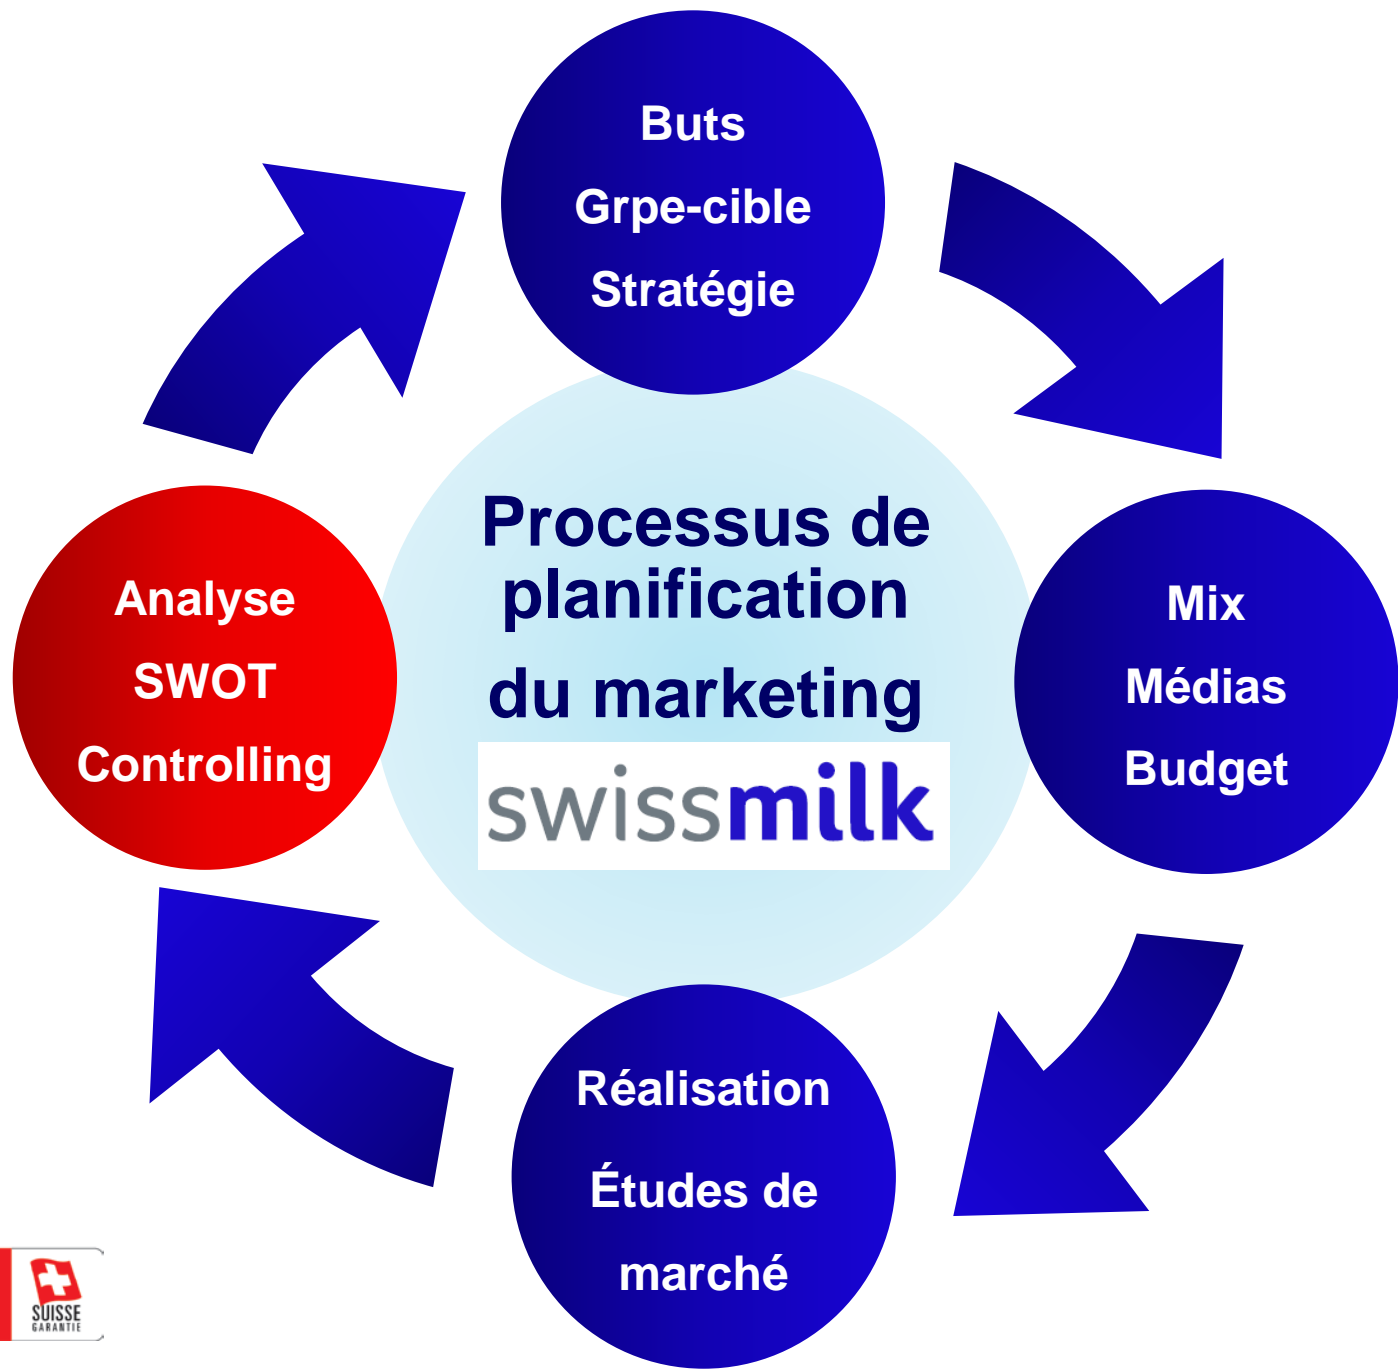 Buts
Grpe-cible
Stratégie
Processus de
planification
du marketing
swissmilk
Analyse
SWOT
Controlling
Mix
Médias
Budget
Réalisation
Études de
marché
SUISSE
GARANTIE